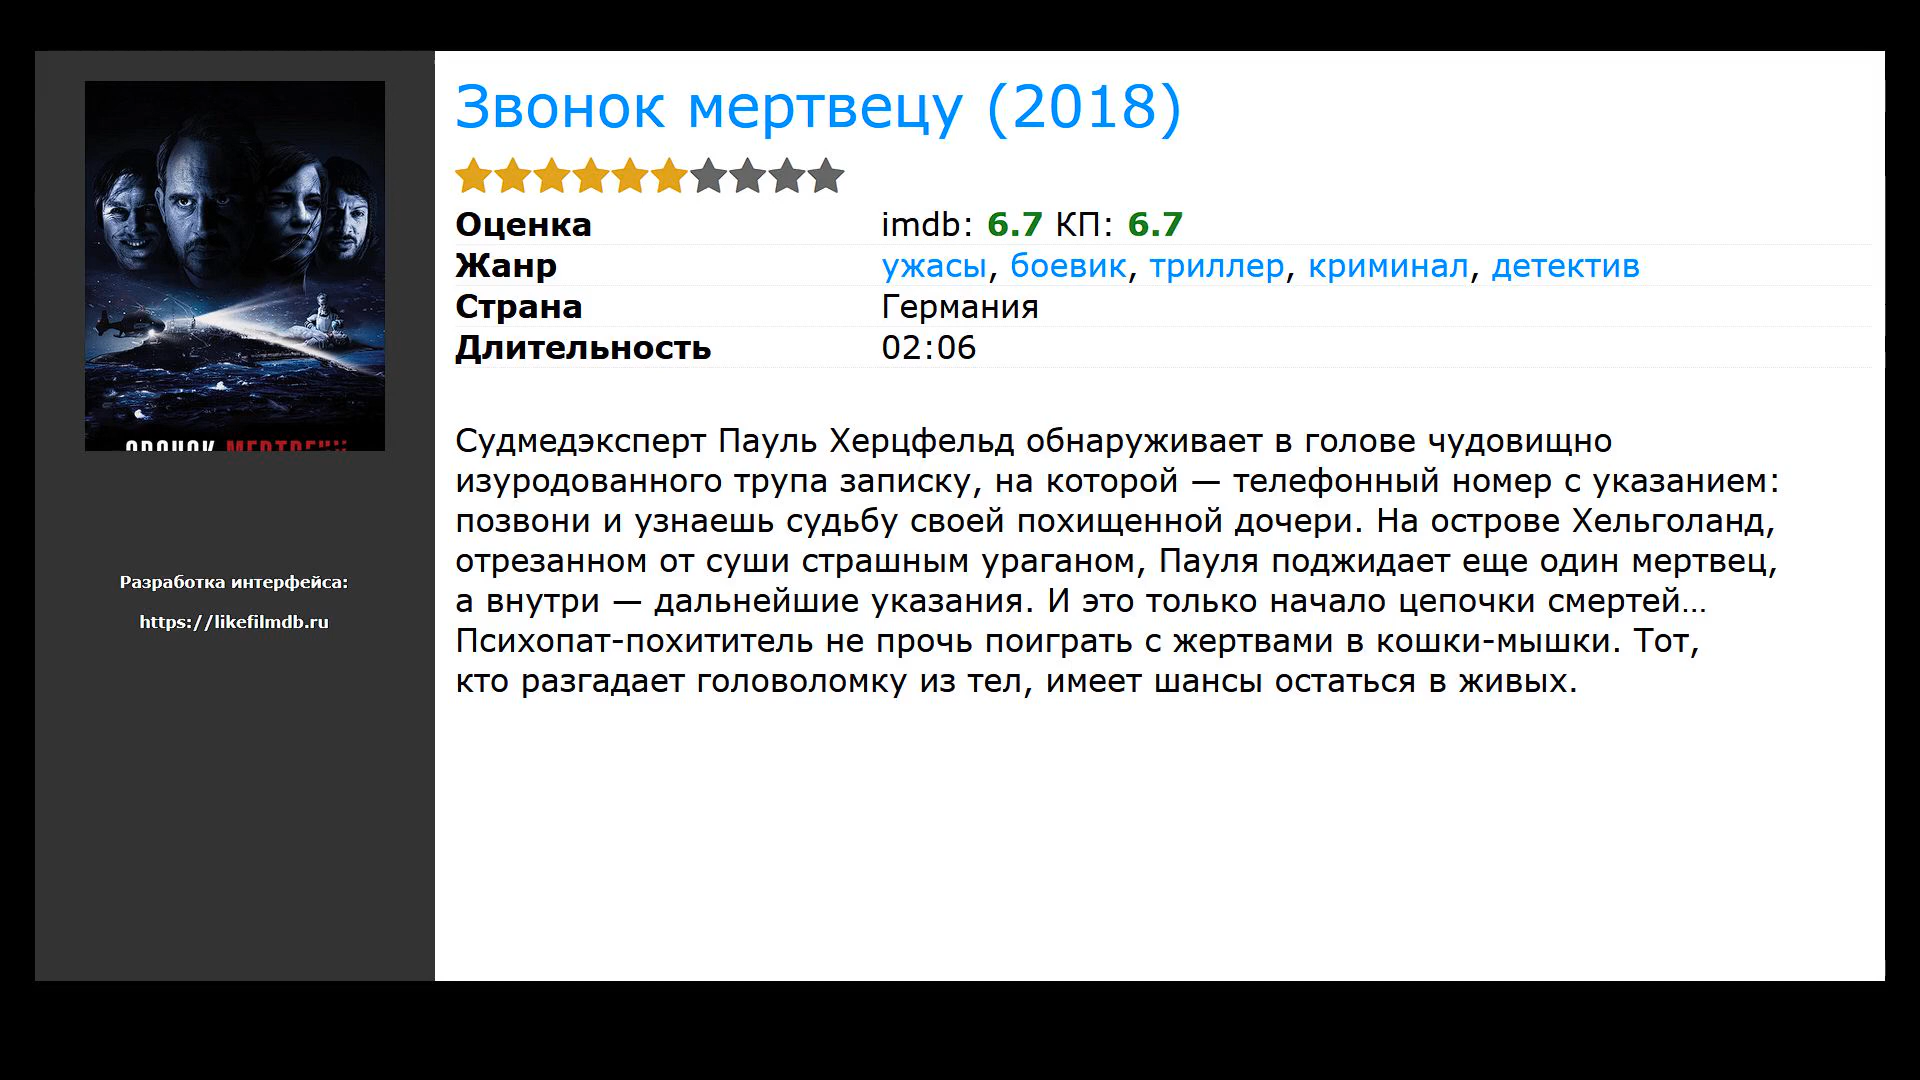 ЗВОНОК МЕРТВЕЦУ
Разработка интерфейса:
https://likefilmdb.ru
Звонок мертвецу (2018)
Оценка imdb: 6.7 КП: 6.7
Жанр ужасы, боевик, триллер, криминал, детектив
Страна Германия
Длительность 02:06
Судмедэксперт Пауль Херцфельд обнаруживает в голове чудовищно
изуродованного трупа записку, на которой — телефонный номер с указанием:
позвони и узнаешь судьбу своей похищенной дочери. На острове Хельголанд,
отрезанном от суши страшным ураганом, Пауля поджидает еще один мертвец,
а внутри — дальнейшие указания. И это только начало цепочки смертей…
Психопат-похититель не прочь поиграть с жертвами в кошки-мышки. Тот,
кто разгадает головоломку из тел, имеет шансы остаться в живых.